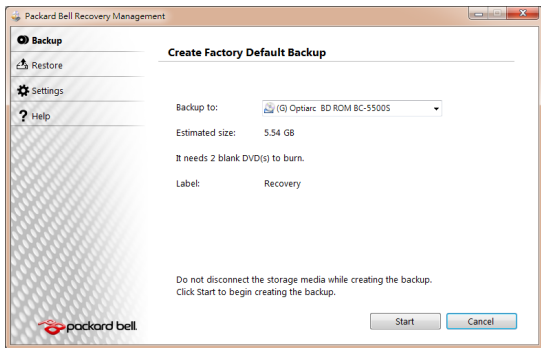 Packard Bell Recovery Management
Backup
Restore
Settings
Help
Create Factory Default Backup
Backup to: (G) Optiarc BD ROM BC-5500S
Estimated size: 5.54 GB
It needs 2 blank DVD(s) to burn.
Label: Recovery
Do not disconnect the storage media while creating the backup.
Click Start to begin creating the backup.
Start Cancel
packard bell.